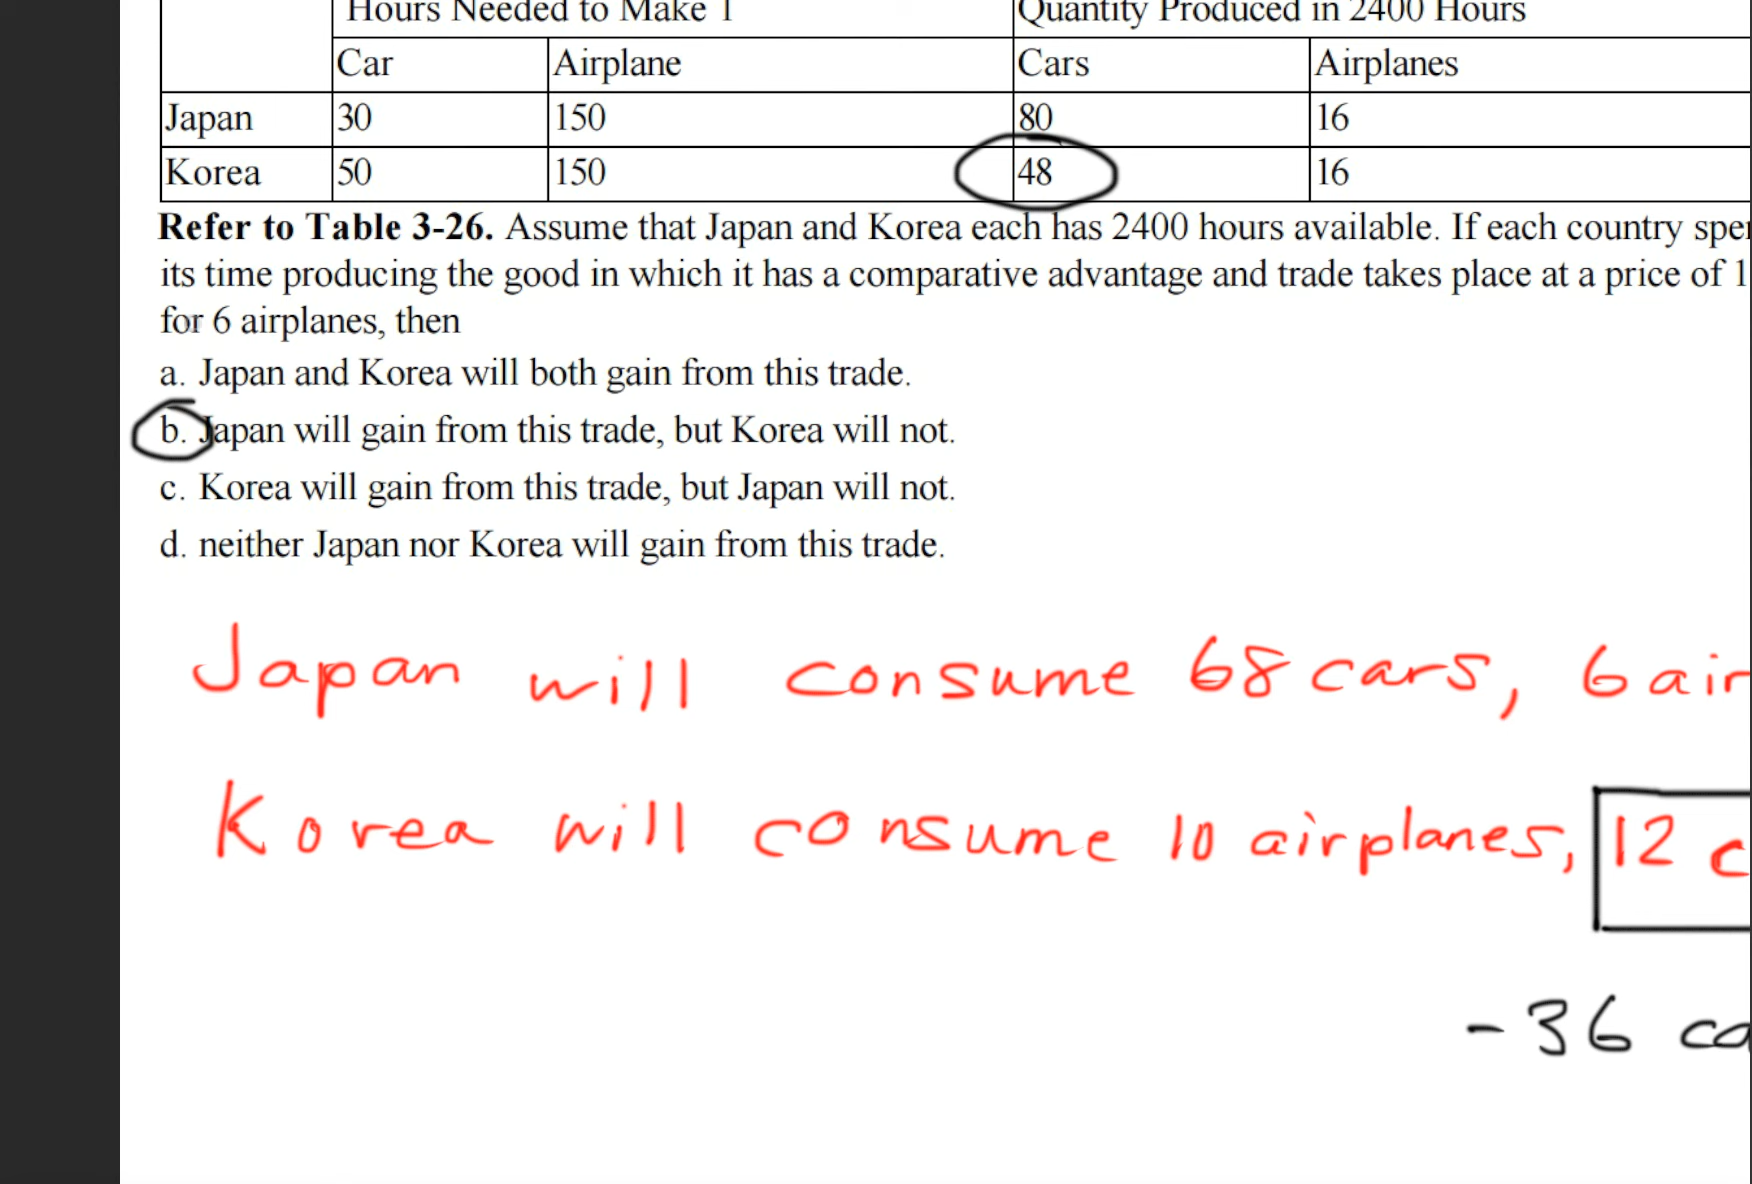 Hours Needed to Make 1 Quantity Produced in 2400 Hours
Car Airplane Cars Airplanes
Japan 30 150 80 16
Korea 50 150 48 16
Refer to Table 3-26. Assume that Japan and Korea each has 2400 hours available. If each country
its time producing the good in which it has a comparative advantage and trade takes place at a price of 1
for 6 airplanes, then
a. Japan and Korea will both gain from this trade.
b. Japan will gain from this trade, but Korea will not.
c. Korea will gain from this trade, but Japan will not.
d. neither Japan nor Korea will gain from this trade.
Japan will consume 68 cars, 6 air
Korea will consume 10 airplanes, 12 c
-36 ca